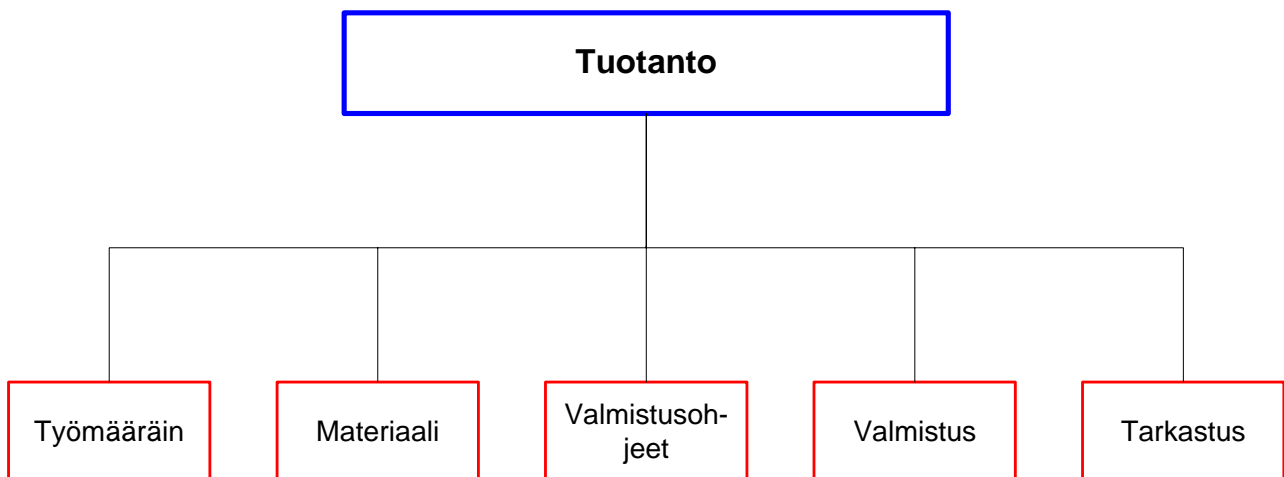 Tuotanto
Työmääräin
Materiaali
Valmistusoh-
jeet
Valmistus
Tarkastus